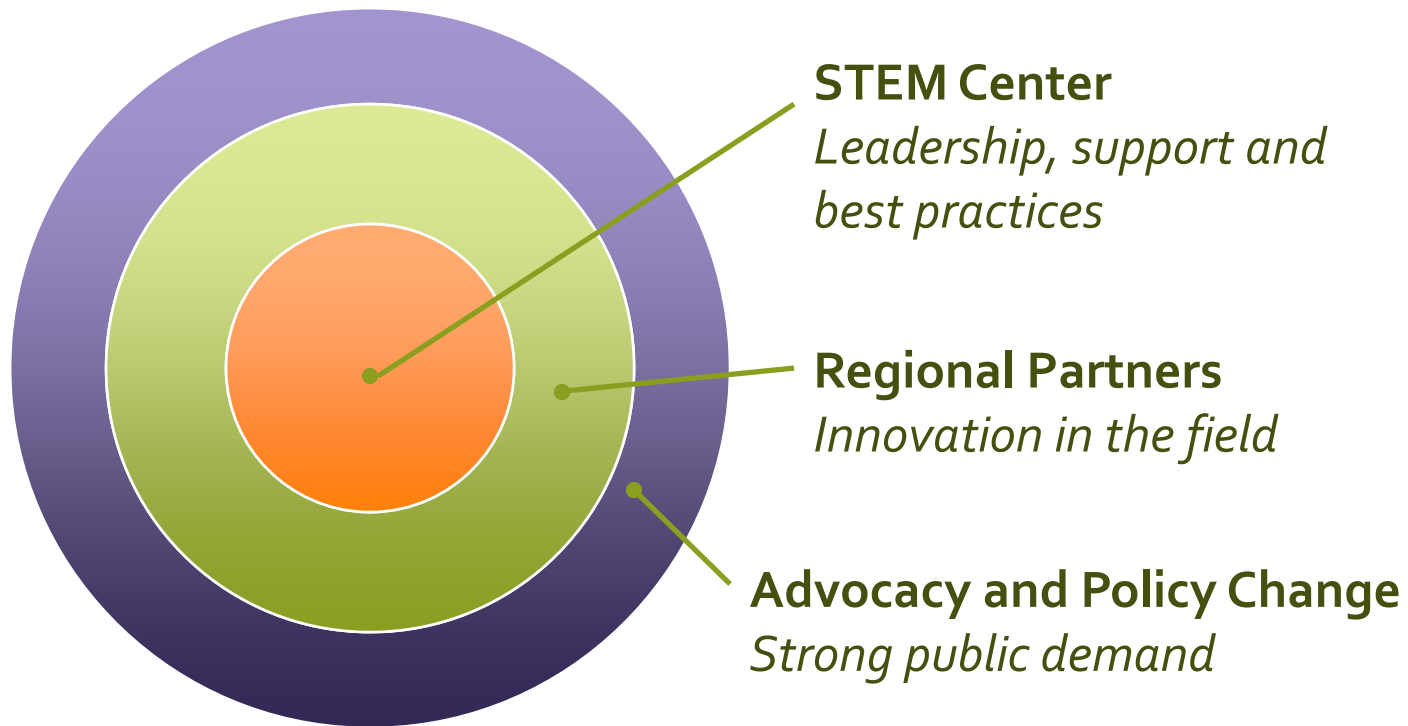 STEM Center
Leadership, support and
best practices
Regional Partners
Innovation in the field
Advocacy and Policy Change
Strong public demand